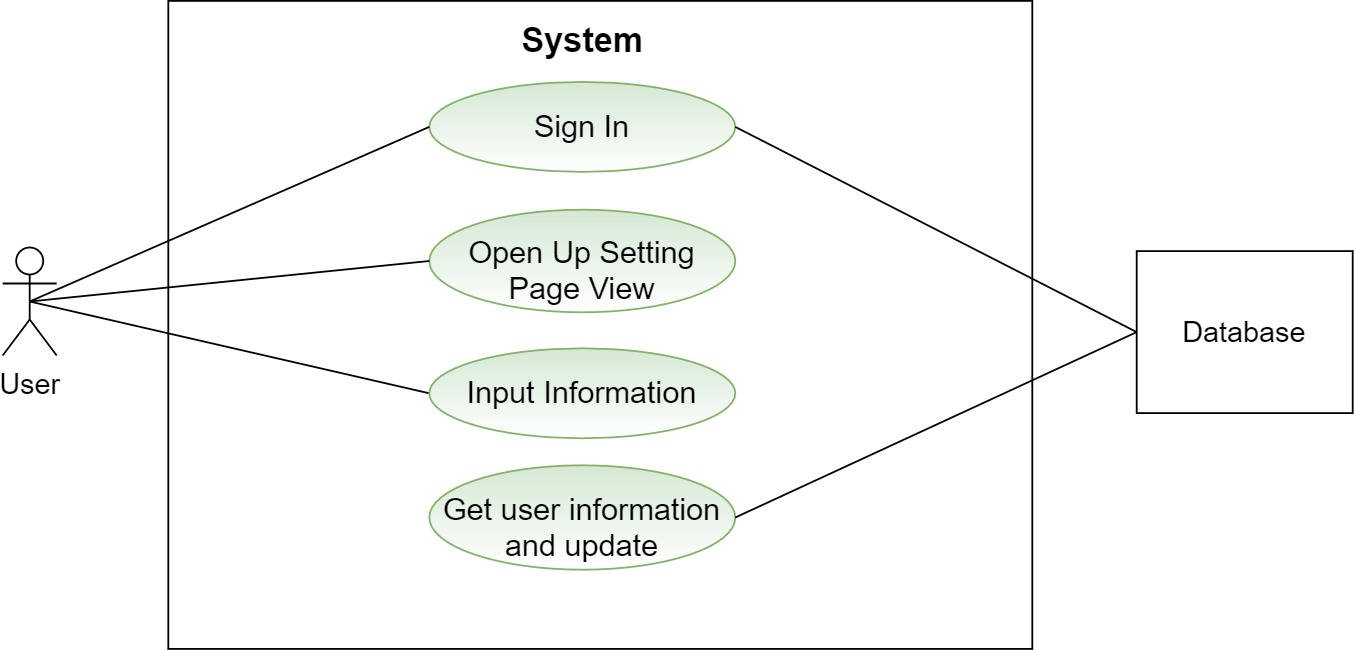 System
Sign In
Open Up Setting
Page View
Input Information
Get user information
and update
User
Database